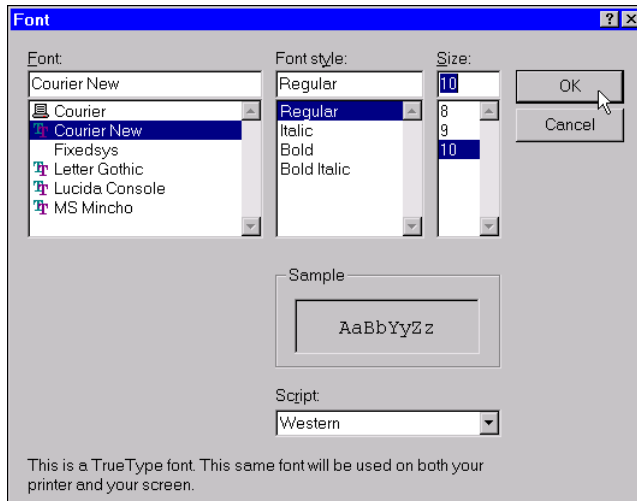 Font
Font:
Courier New
Courier
Courier New
Fixedsys
Letter Gothic
Lucida Console
MS Mincho
Font style:
Regular
Regular
Italic
Bold
Bold Italic
Size:
10
8
9
10
OK
Cancel
Sample
AaBbYyZz
Script:
Western
This is a TrueType font. This same font will be used on both your
printer and your screen.